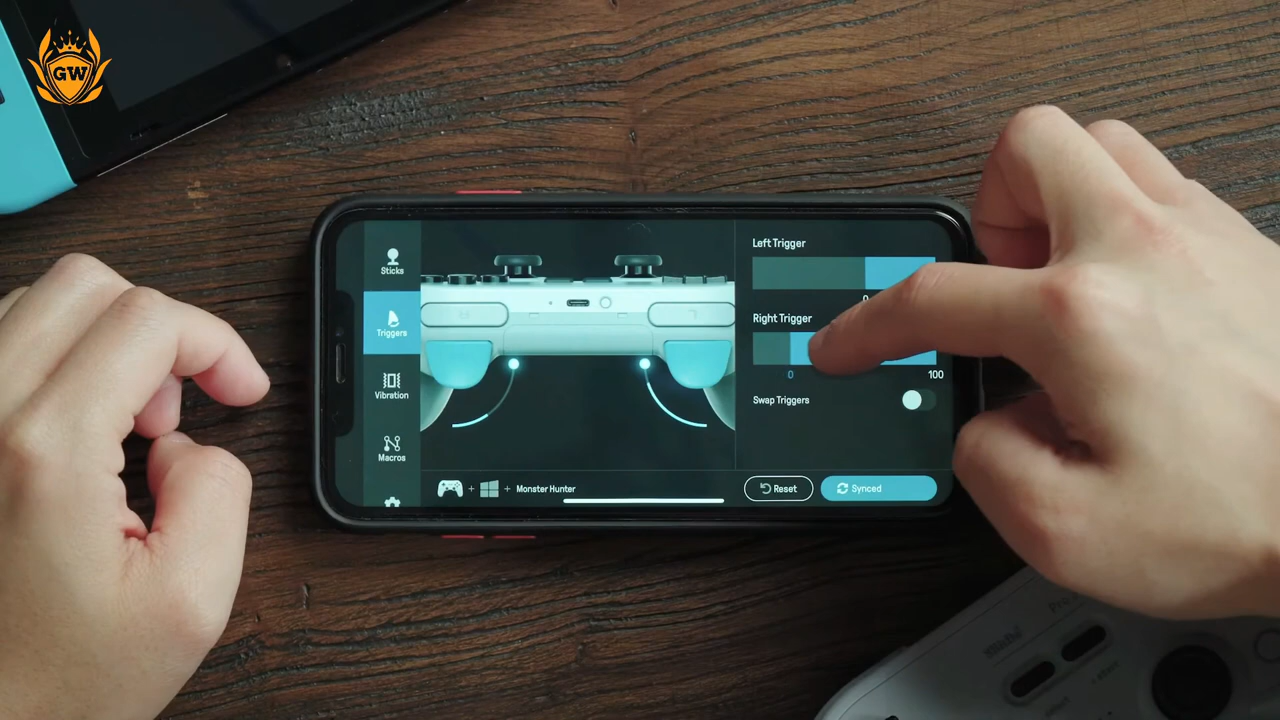 GW
Sticks
Triggers
Vibration
Macros
Left Trigger
0
Right Trigger
0
100
Swap Triggers
+
+
Monster Hunter
Reset
Synced